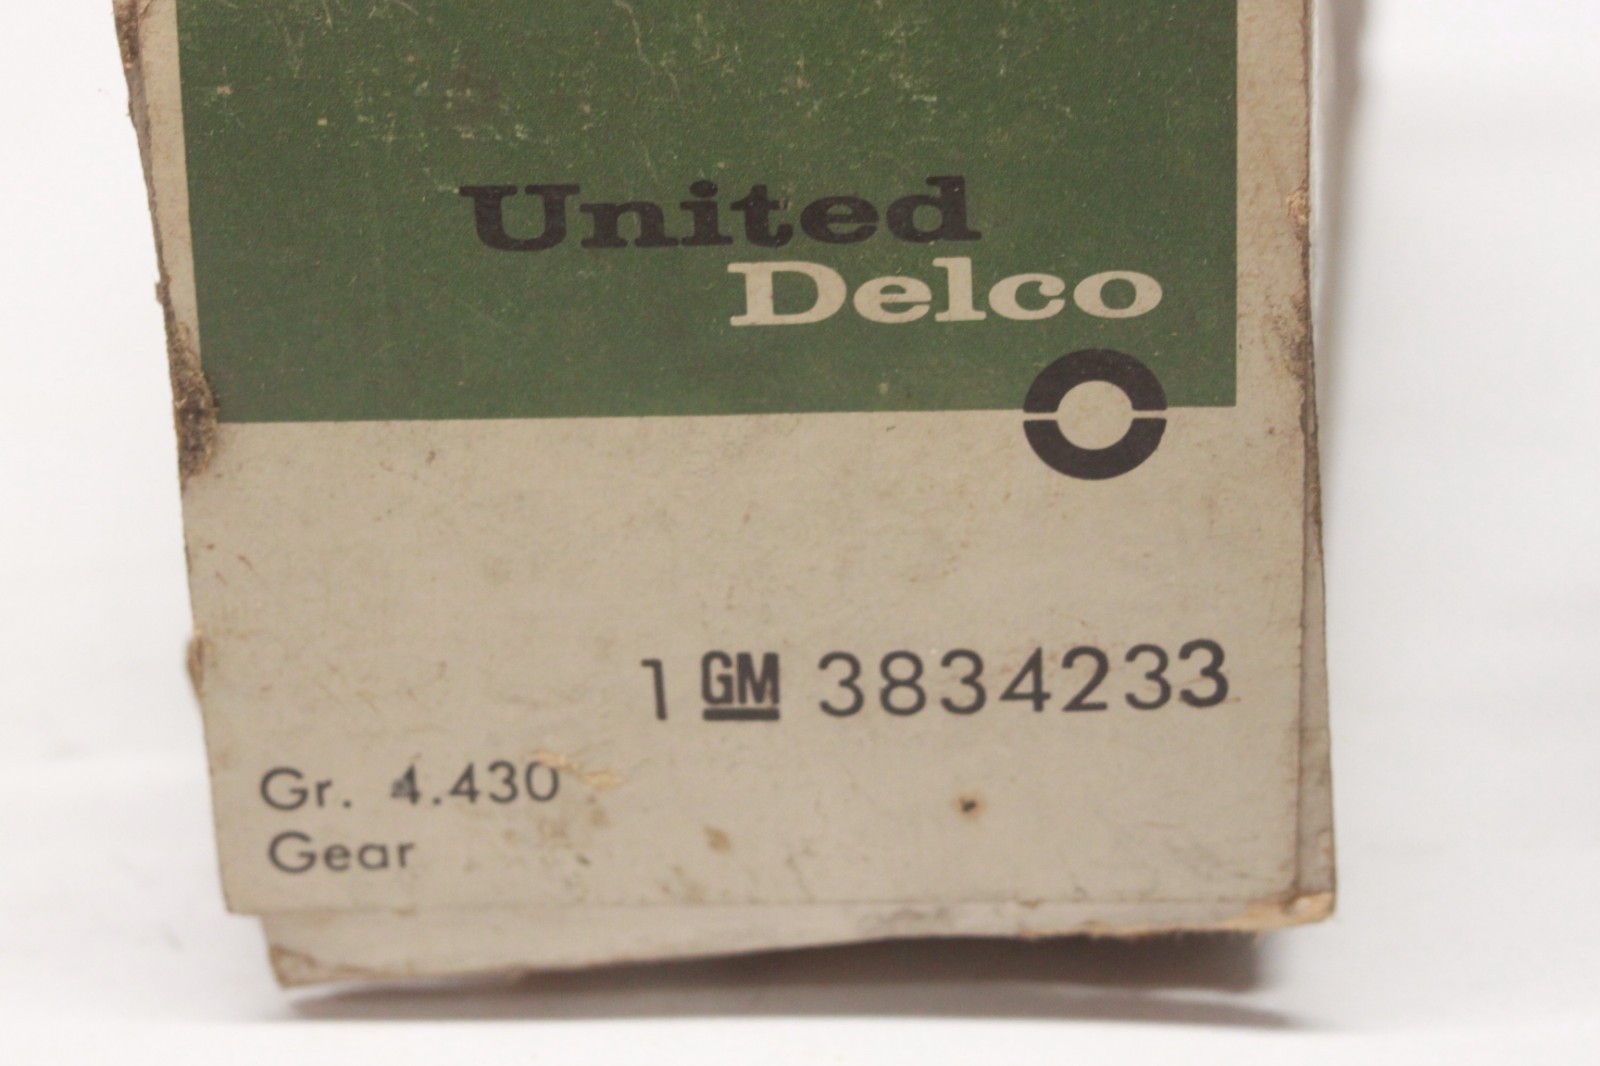 United
Delco
1 GM 3834233
Gr. 4.430
Gear